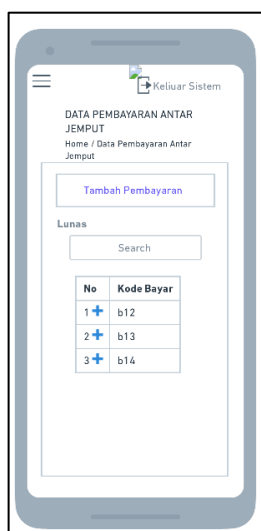 Keliuar Sistem
DATA PEMBAYARAN ANTAR
JEMPUT
Home / Data Pembayaran Antar
Jemput
Tambah Pembayaran
Lunas
Search
No Kode Bayar
1 b12
2 b13
3 b14